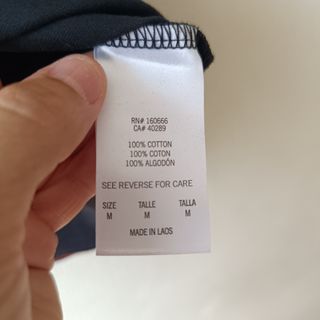 RN# 160666
CA# 40289
100% COTTON
100% COTON
100% ALGODÓN
SEE REVERSE FOR CARE
SIZE TALLE TALLA
M M M
MADE IN LAOS